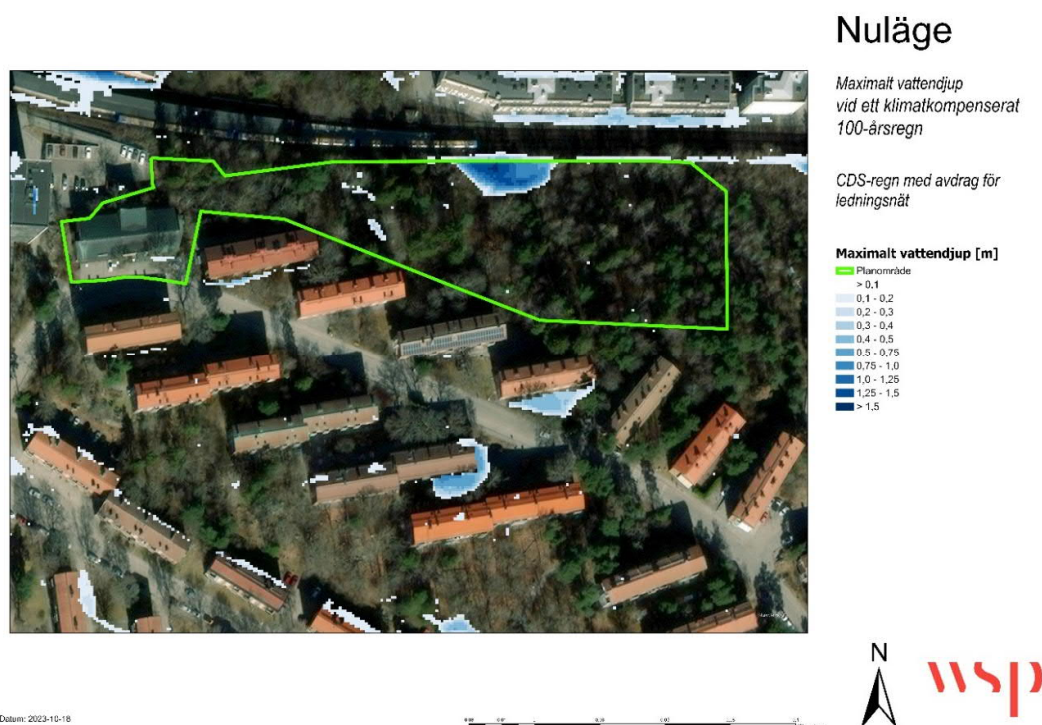 Nuläge
Maximalt vattendjup
vid ett klimatkompenserat
100-årsregn
CDS-regn med avdrag för
ledningsnät
Maximalt vattendjup [m]
Planområde
> 0.1
0,1 - 0,2
0,2 - 0,3
0,3 - 0,4
0,4 - 0,5
0.5 - 0,75
0,75 - 1,0
1,0 - 1,25
1,25 - 1,5
> 1,5
N
wsp
Datum: 2023-10-18